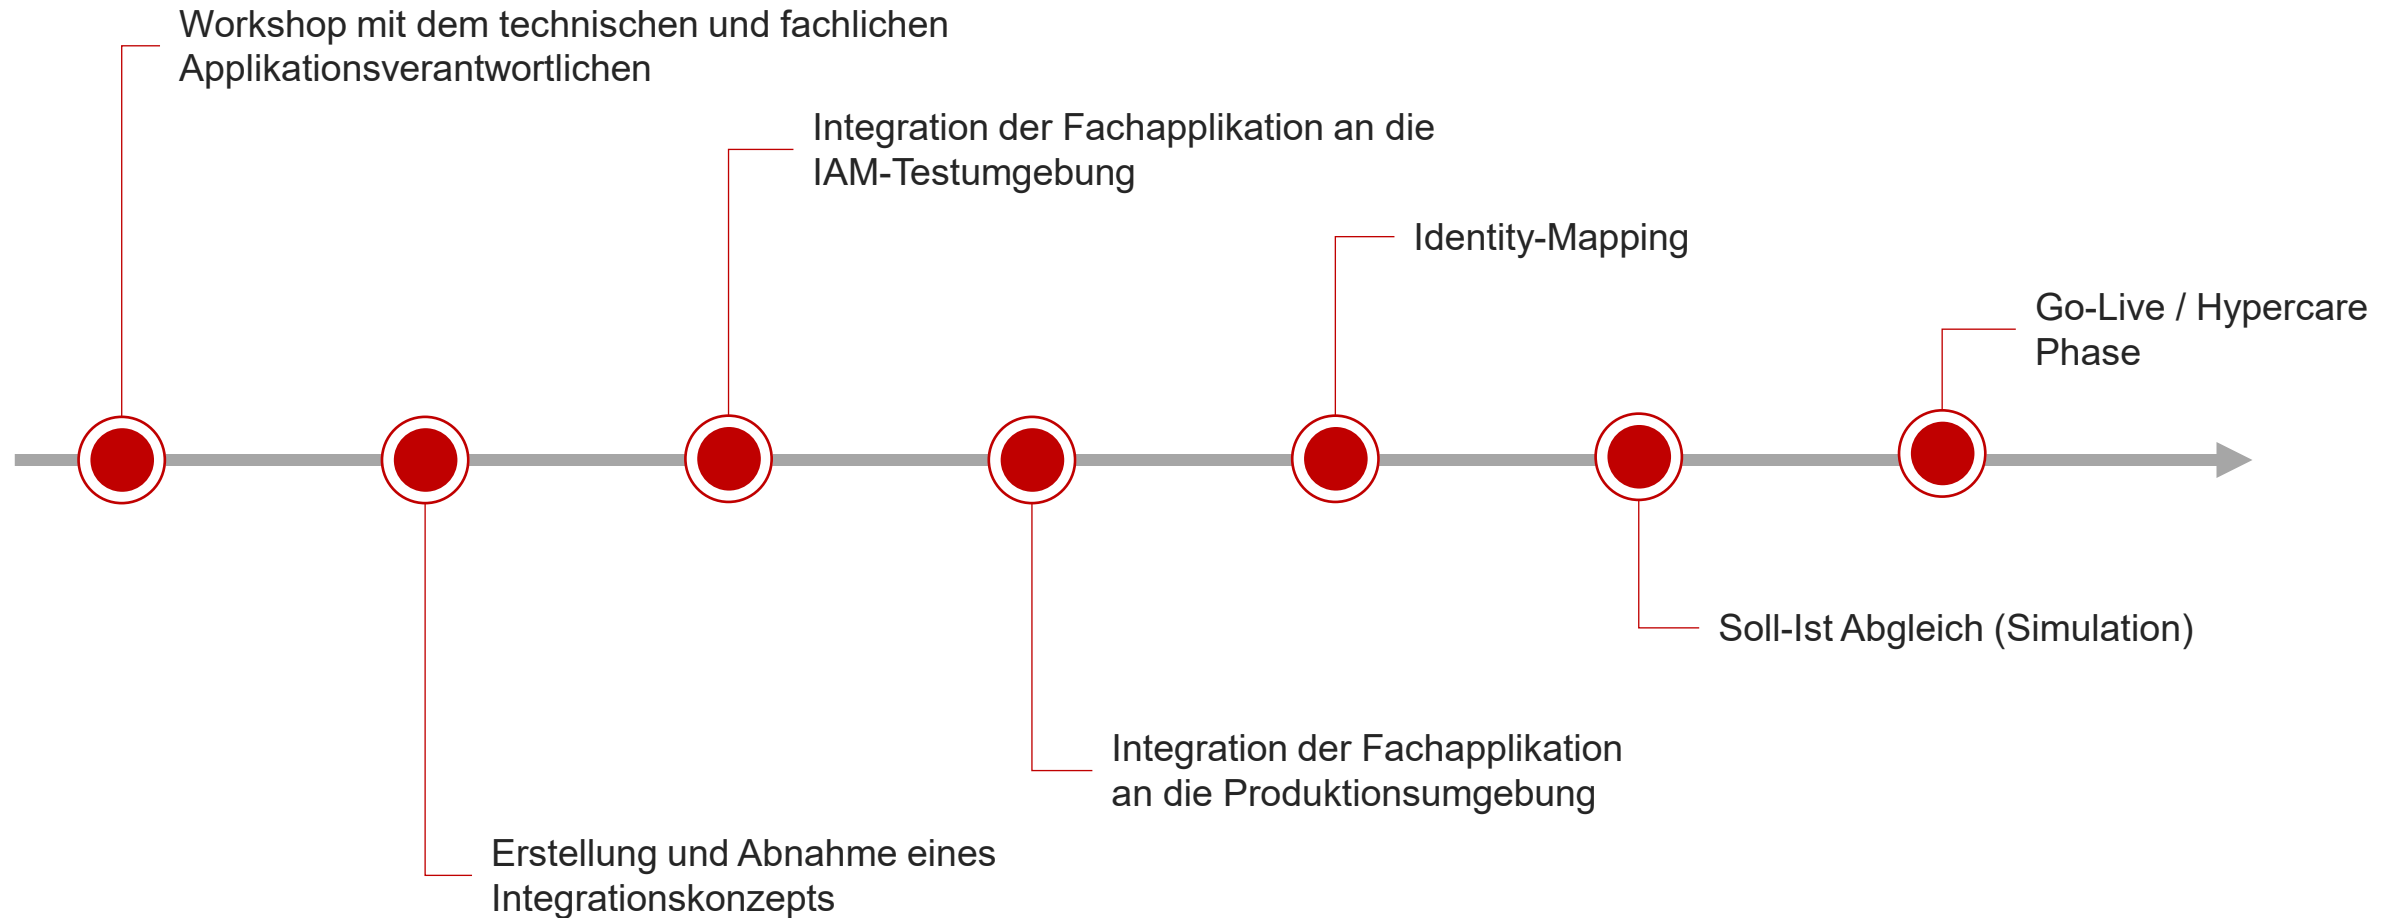 Workshop mit dem technischen und fachlichen
Applikationsverantwortlichen
Integration der Fachapplikation an die
IAM-Testumgebung
Identity-Mapping
Go-Live / Hypercare
Phase
Soll-Ist Abgleich (Simulation)
Integration der Fachapplikation
an die Produktionsumgebung
Erstellung und Abnahme eines
Integrationskonzepts